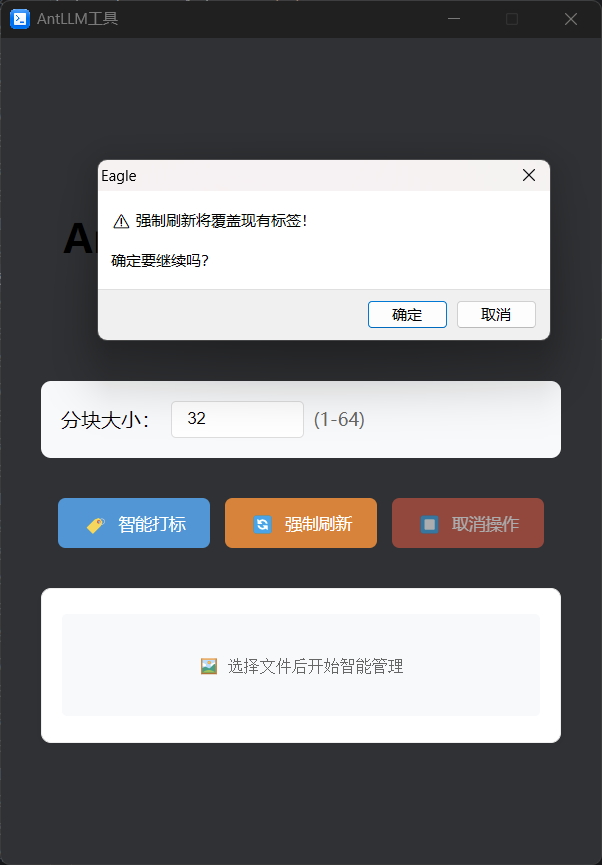 AntLLM工具
Eagle
⚠ 强制刷新将覆盖现有标签!
确定要继续吗?
确定
取消
分块大小:
32
(1-64)
智能打标
强制刷新
取消操作
选择文件后开始智能管理